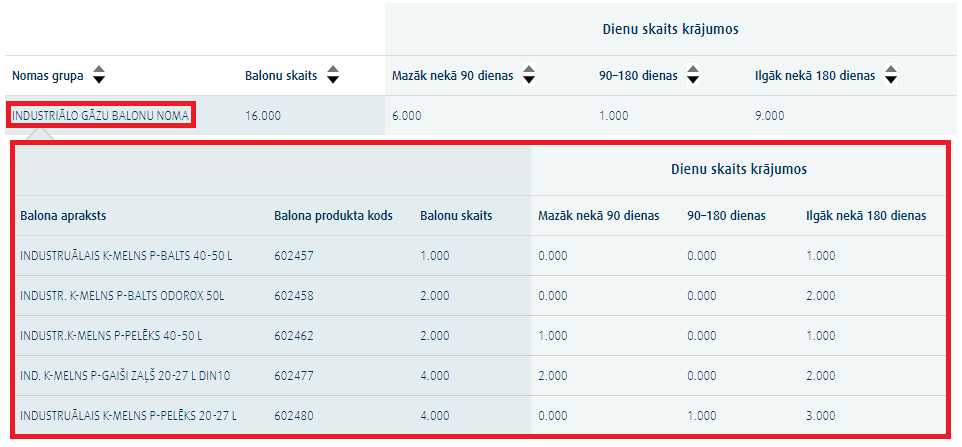 Dienu skaits krājumos
Nomas grupa Balonu skaits Mazāk nekā 90 dienas 90–180 dienas Ilgāk nekā 180 dienas
INDUSTRIĀLO GĀZU BALONU NOMA 16.000 6.000 1.000 9.000
Dienu skaits krājumos
Balona apraksts Balona produkta kods Balonu skaits Mazāk nekā 90 dienas 90–180 dienas Ilgāk nekā 180 dienas
INDUSTRUĀLAIS K-MELNS P-BALTS 40-50 L 602457 1.000 0.000 0.000 1.000
INDUSTR. K-MELNS P-BALTS ODOROX 50L 602458 2.000 0.000 0.000 2.000
INDUSTR.K-MELNS P-PELĒKS 40-50 L 602462 2.000 1.000 0.000 1.000
IND. K-MELNS P-GAIŠI ZAĻŠ 20-27 L DIN10 602477 4.000 2.000 0.000 2.000
INDUSTRUĀLAIS K-MELNS P-PELĒKS 20-27 L 602480 4.000 0.000 1.000 3.000